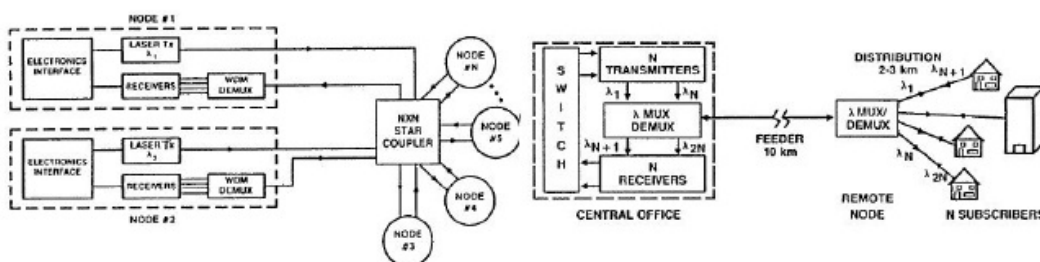 NODE #1
ELECTRONICS
INTERFACE
LASER Tx
λ1
RECEIVERS
WDM
DEMUX
NODE
#N
NODE
#5
NXN
STAR
COUPLER
NODE
#4
NODE
#3
ELECTRONICS
INTERFACE
LASER Tx
λ2
RECEIVERS
WDM
DEMUX
NODE #2
SWITCH
N
TRANSMITTERS
λ1
λN
λ MUX
DEMUX
λN+1
λ2N
N
RECEIVERS
CENTRAL OFFICE
FEEDER
10 km
DISTRIBUTION
2-3 km
λN+1
λ1
λ MUX/
DEMUX
λN
λ2N
REMOTE
NODE
N SUBSCRIBERS